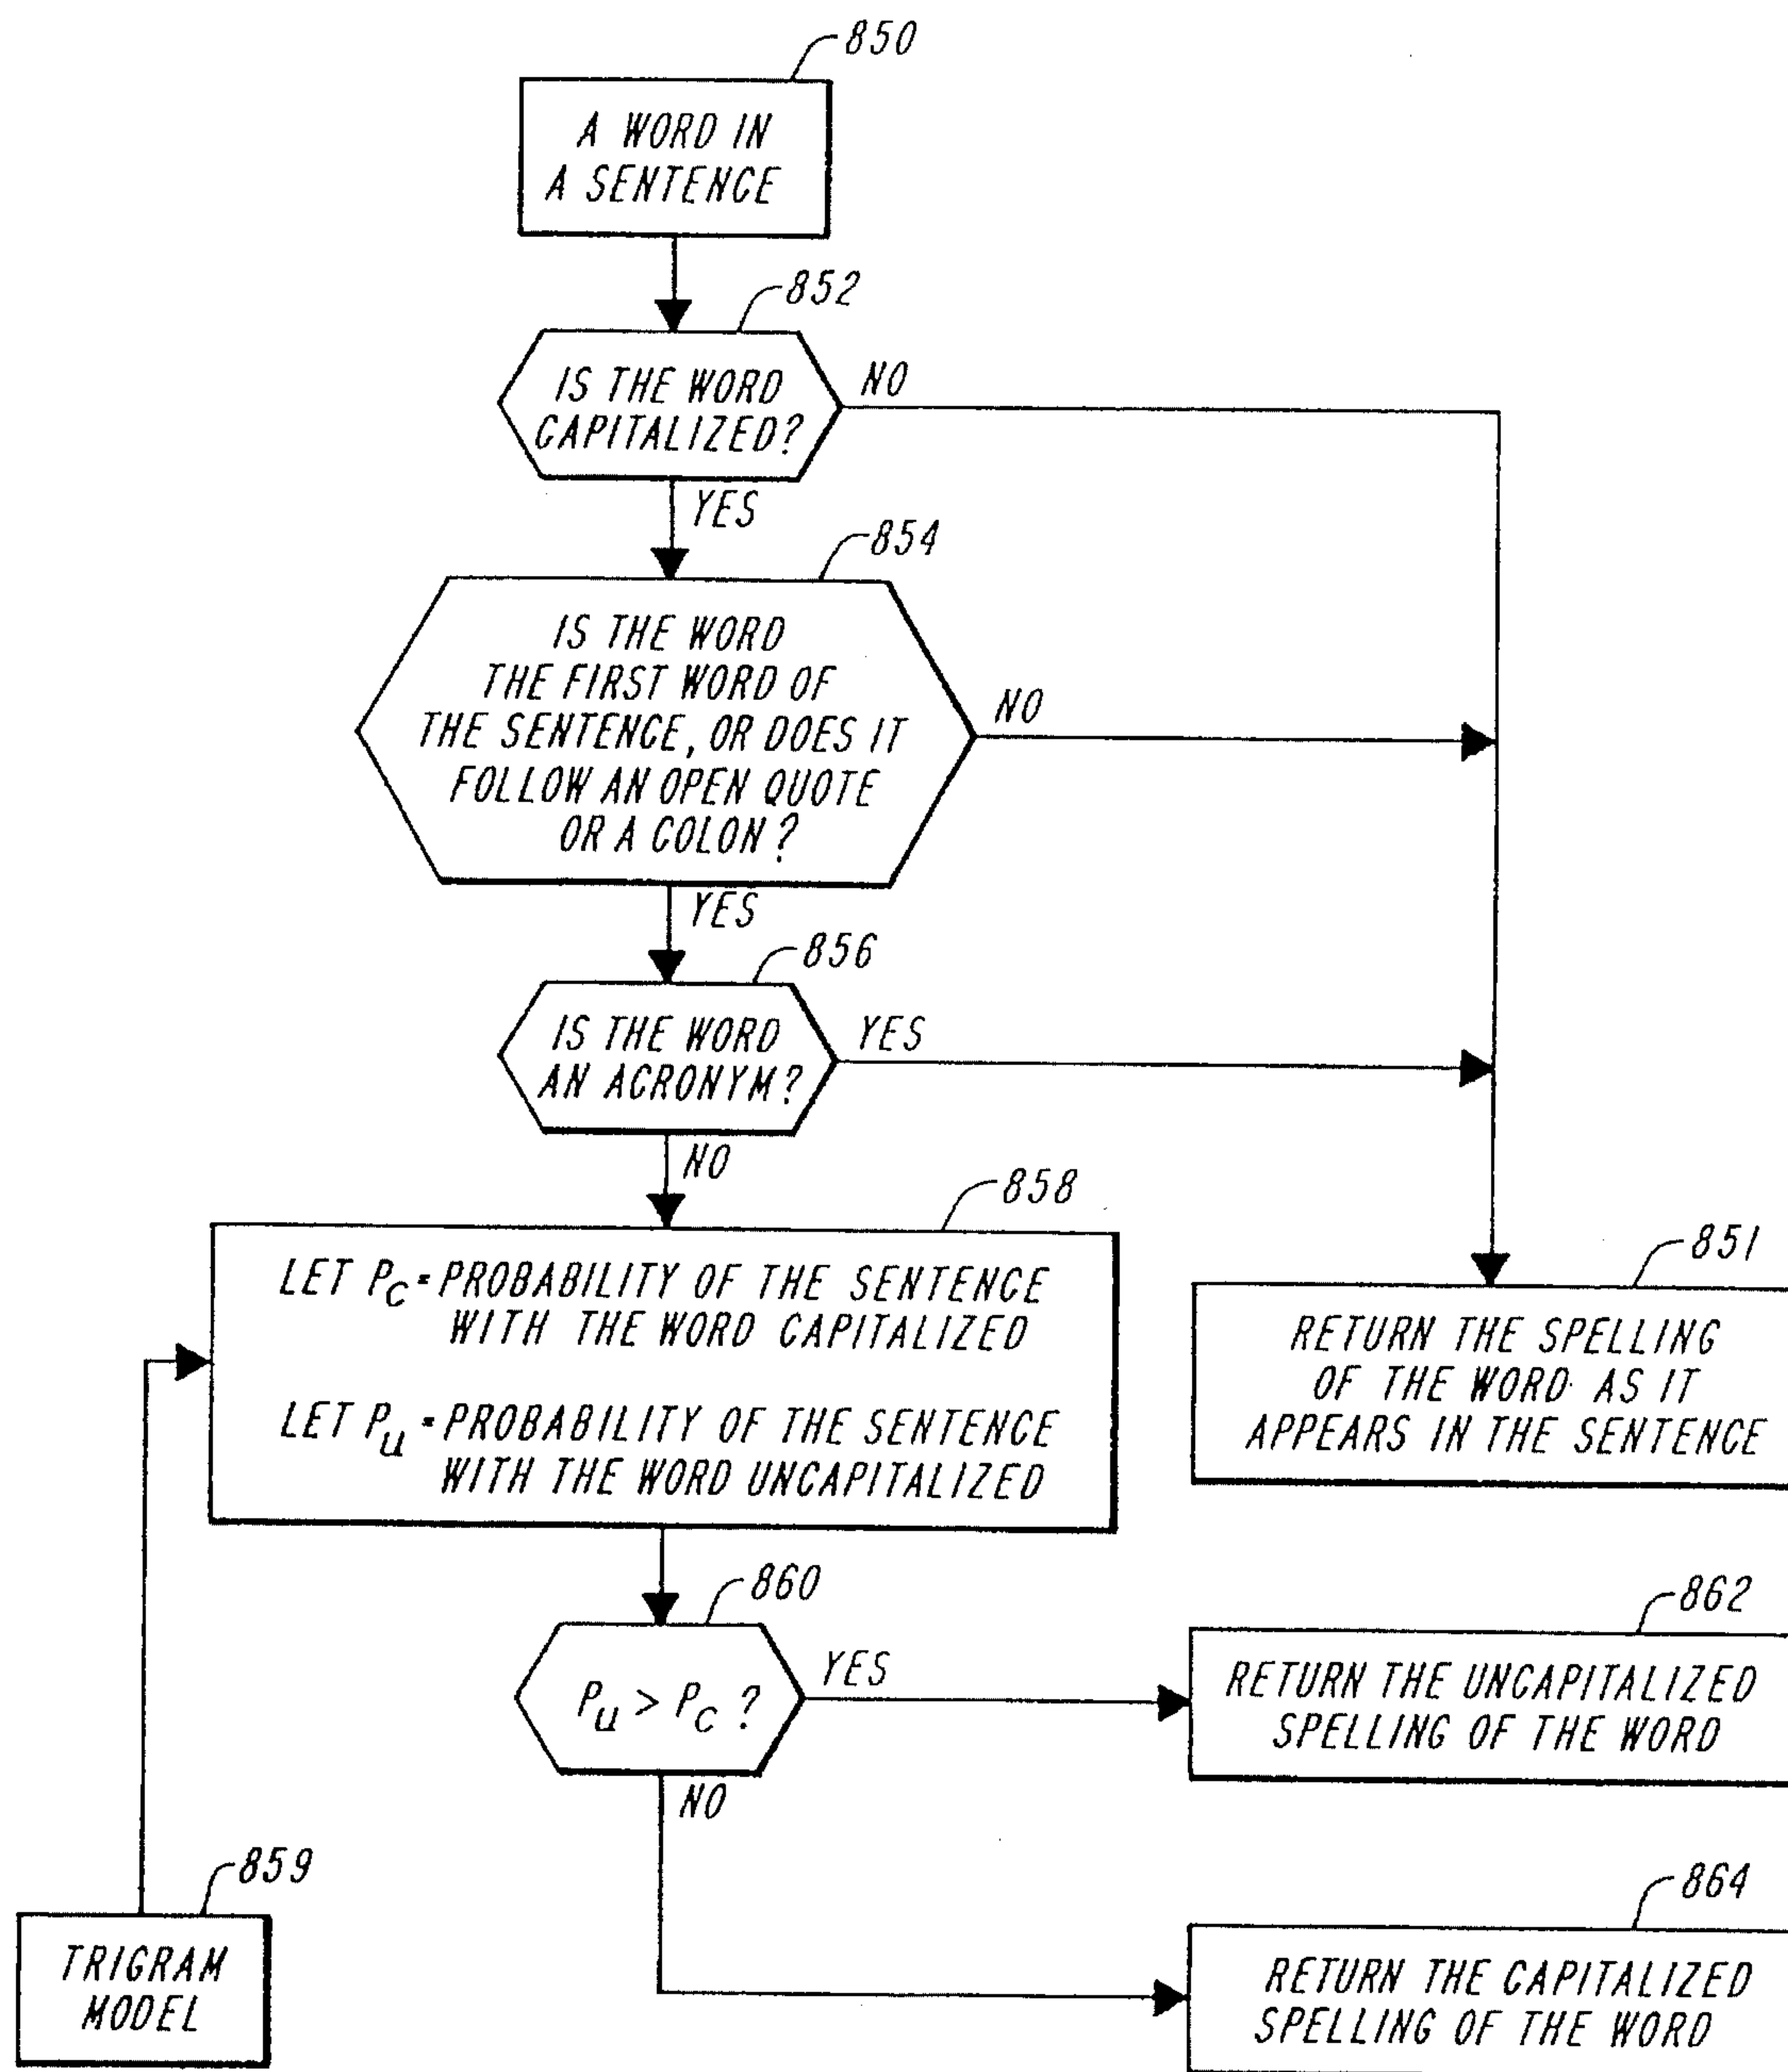 850
A WORD IN
A SENTENCE
852
IS THE WORD
CAPITALIZED?
NO
YES
854
IS THE WORD
THE FIRST WORD OF
THE SENTENCE, OR DOES IT
FOLLOW AN OPEN QUOTE
OR A COLON?
NO
YES
856
IS THE WORD
AN ACRONYM?
YES
NO
858
LET Pc = PROBABILITY OF THE SENTENCE
WITH THE WORD CAPITALIZED
LET Pu = PROBABILITY OF THE SENTENCE
WITH THE WORD UNCAPITALIZED
851
RETURN THE SPELLING
OF THE WORD AS IT
APPEARS IN THE SENTENCE
860
Pu > Pc ?
YES
NO
862
RETURN THE UNCAPITALIZED
SPELLING OF THE WORD
859
TRIGRAM
MODEL
864
RETURN THE CAPITALIZED
SPELLING OF THE WORD